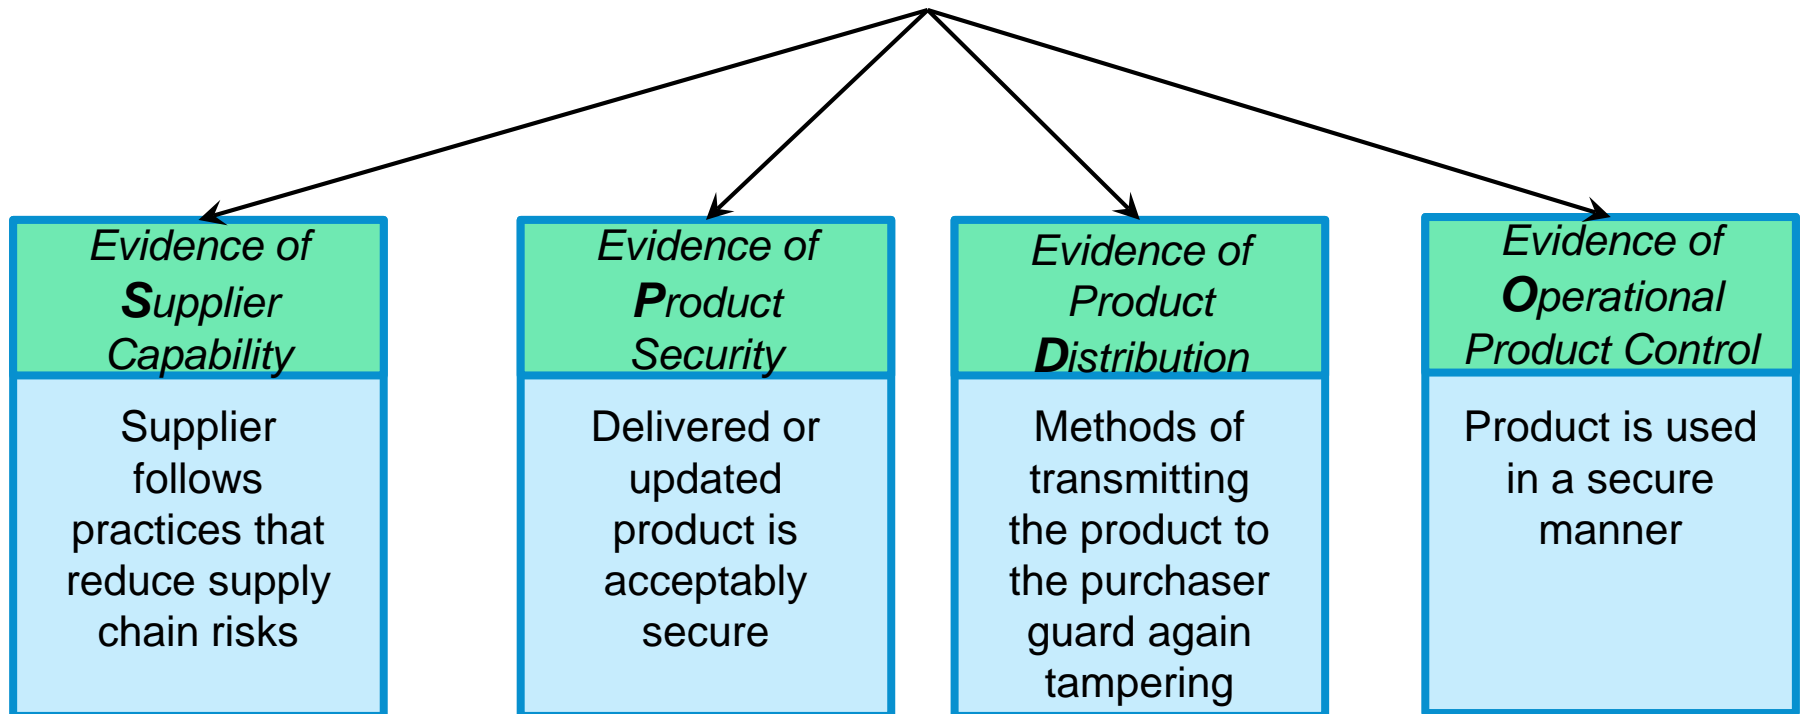 Evidence of
Supplier
Capability
Supplier
follows
practices that
reduce supply
chain risks
Evidence of
Product
Security
Delivered or
updated
product is
acceptably
secure
Evidence of
Product
Distribution
Methods of
transmitting
the product to
the purchaser
guard again
tampering
Evidence of
Operational
Product Control
Product is used
in a secure
manner